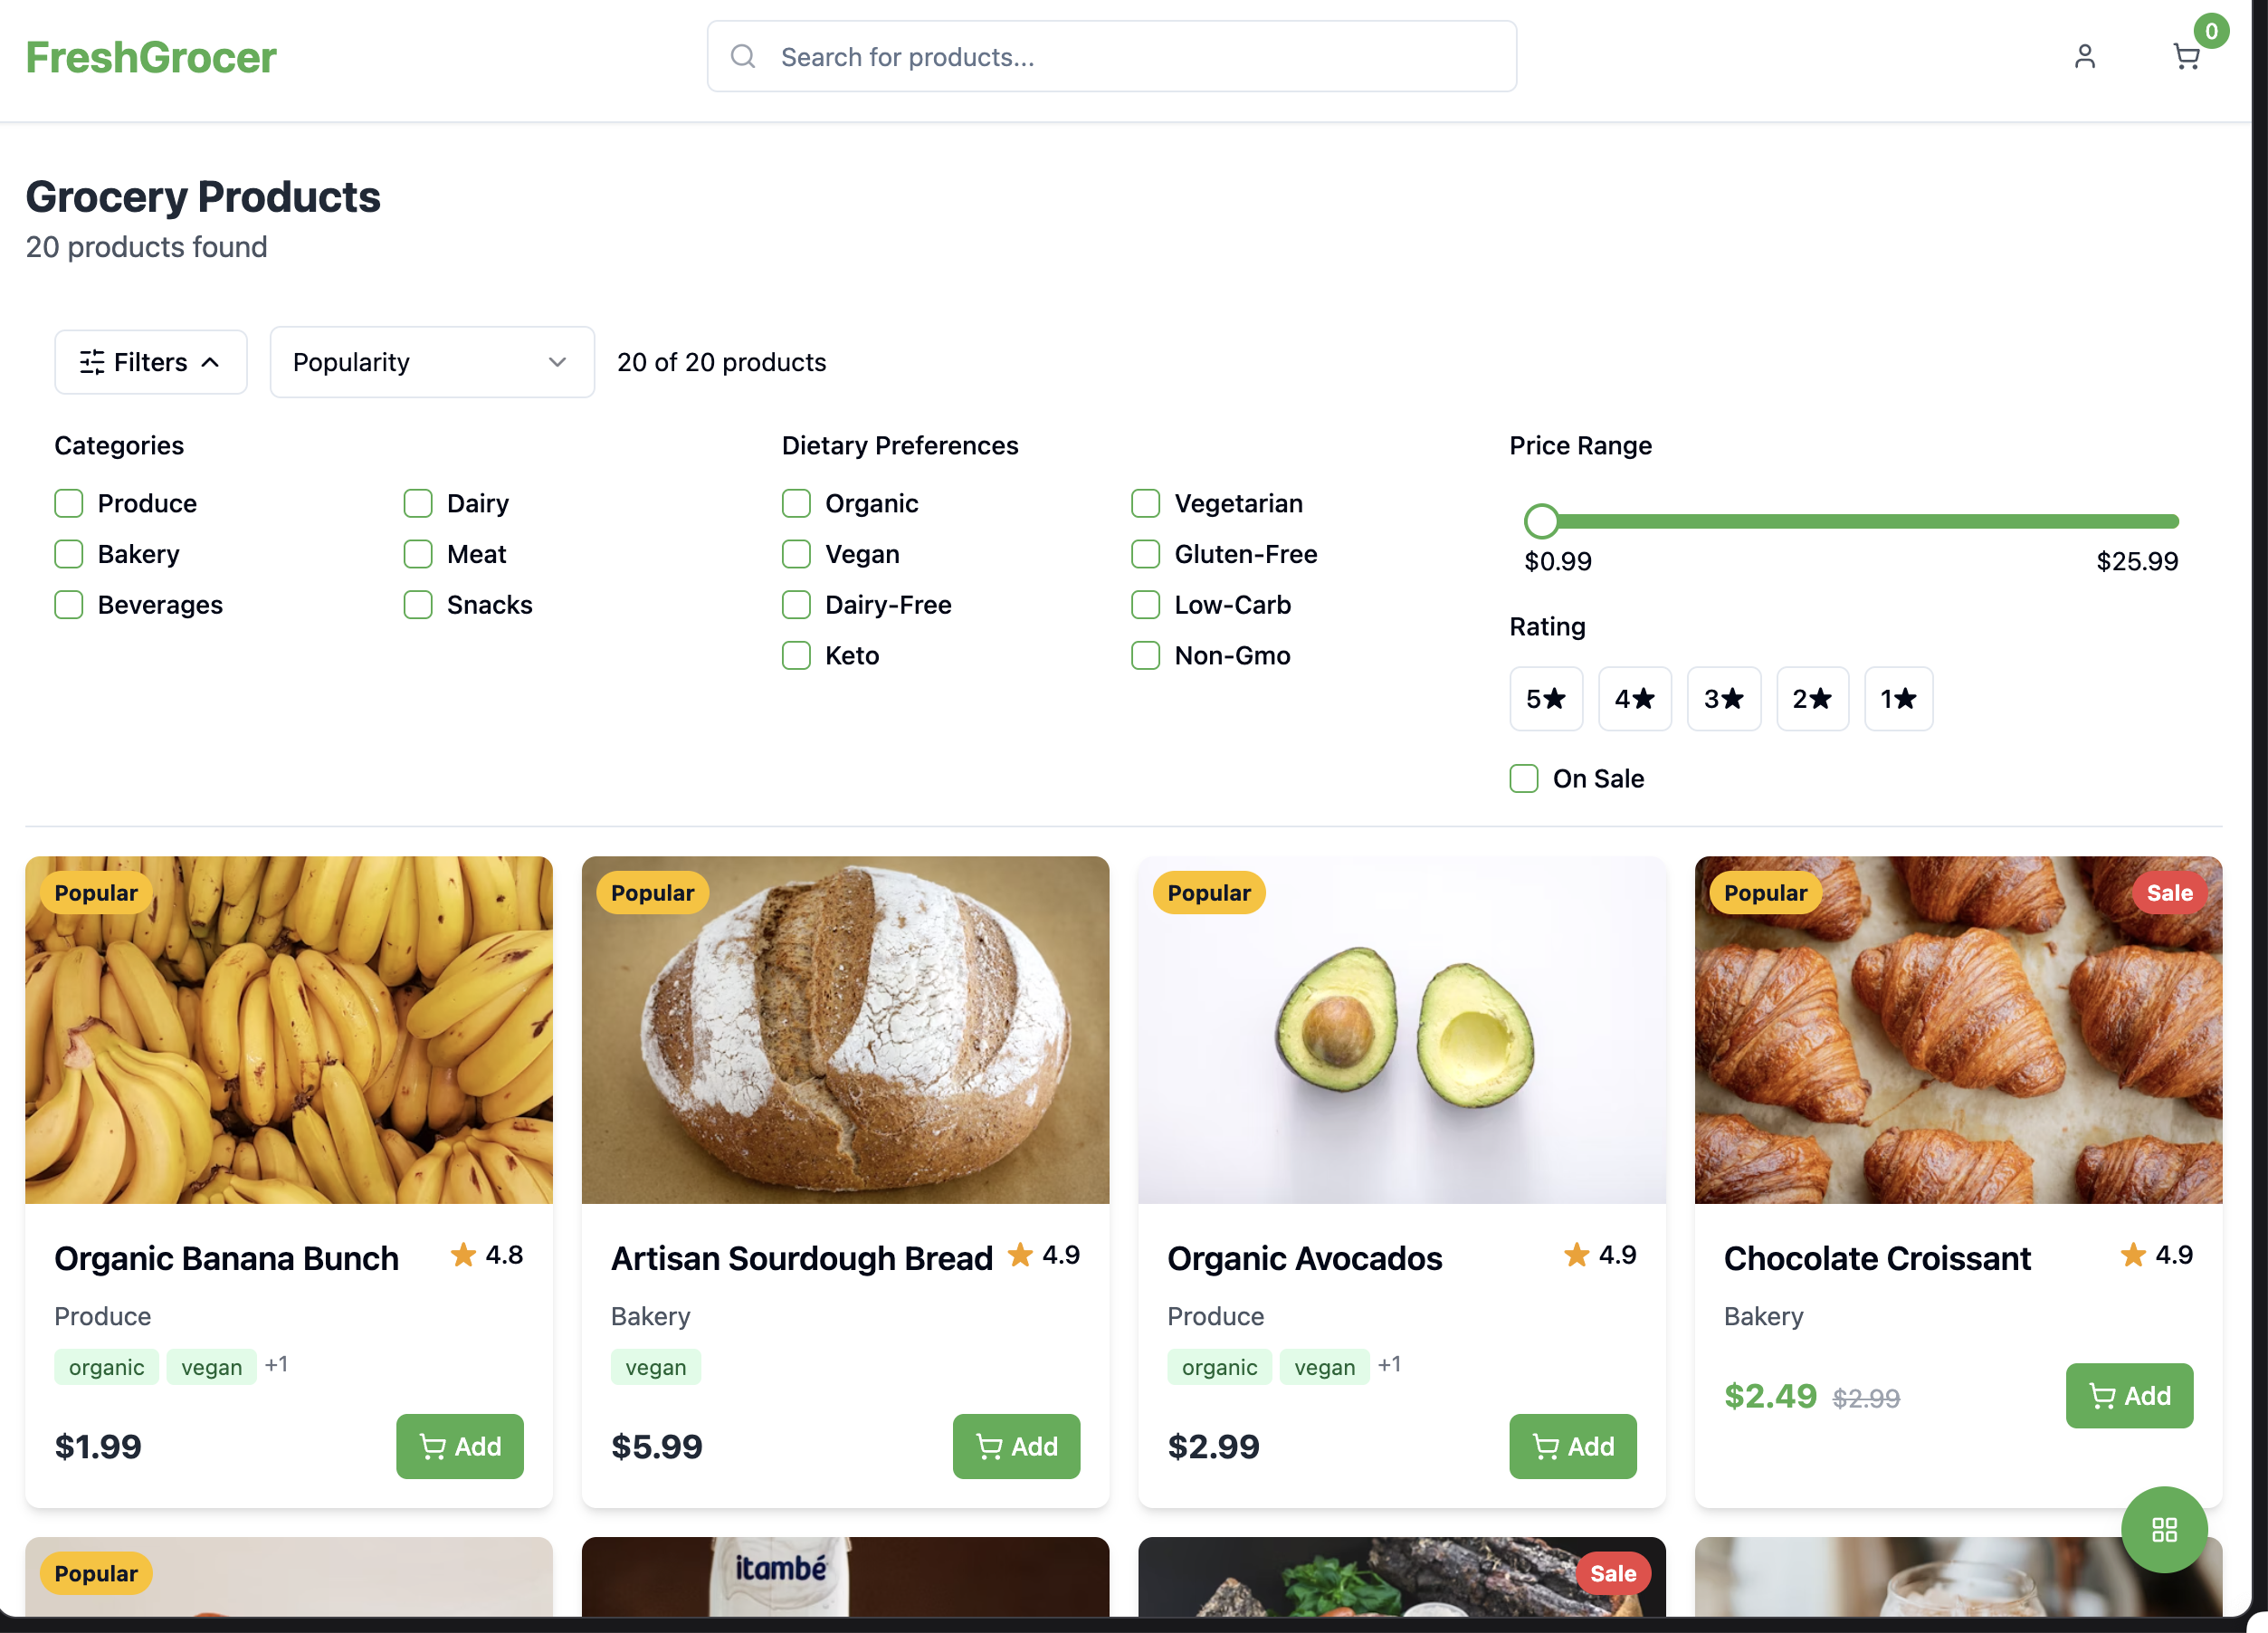 FreshGrocer
Search for products...
0
Grocery Products
20 products found
Filters
Popularity
20 of 20 products
Categories
Produce
Dairy
Bakery
Meat
Beverages
Snacks
Dietary Preferences
Organic
Vegetarian
Vegan
Gluten-Free
Dairy-Free
Low-Carb
Keto
Non-Gmo
Price Range
$0.99 $25.99
Rating
5★ 4★ 3★ 2★ 1★
On Sale
Popular
Organic Banana Bunch ★ 4.8
Produce
organic vegan +1
$1.99 Add
Popular
Artisan Sourdough Bread ★ 4.9
Bakery
vegan
$5.99 Add
Popular
Organic Avocados ★ 4.9
Produce
organic vegan +1
$2.99 Add
Popular Sale
Chocolate Croissant ★ 4.9
Bakery
$2.49 $2.99 Add
Popular
itambé
Sale